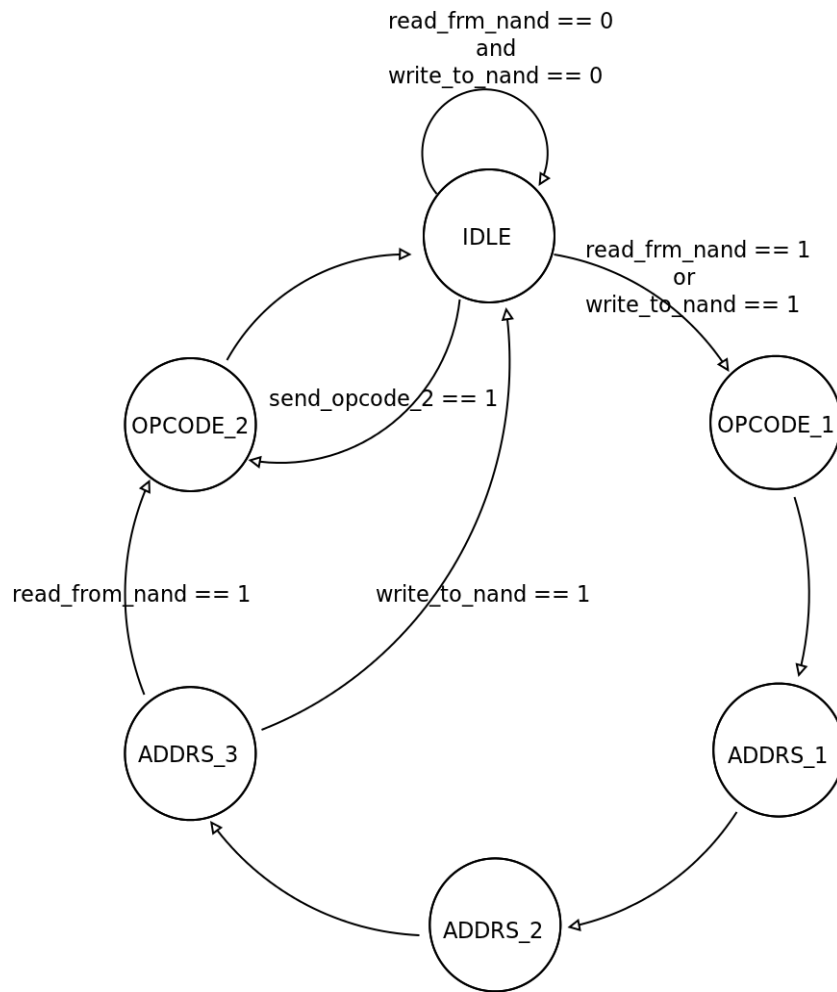 read_frm_nand == 0
and
write_to_nand == 0
IDLE
read_frm_nand == 1
or
write_to_nand == 1
send_opcode_2 == 1
OPCODE_2
OPCODE_1
read_from_nand == 1
write_to_nand == 1
ADDRS_3
ADDRS_1
ADDRS_2